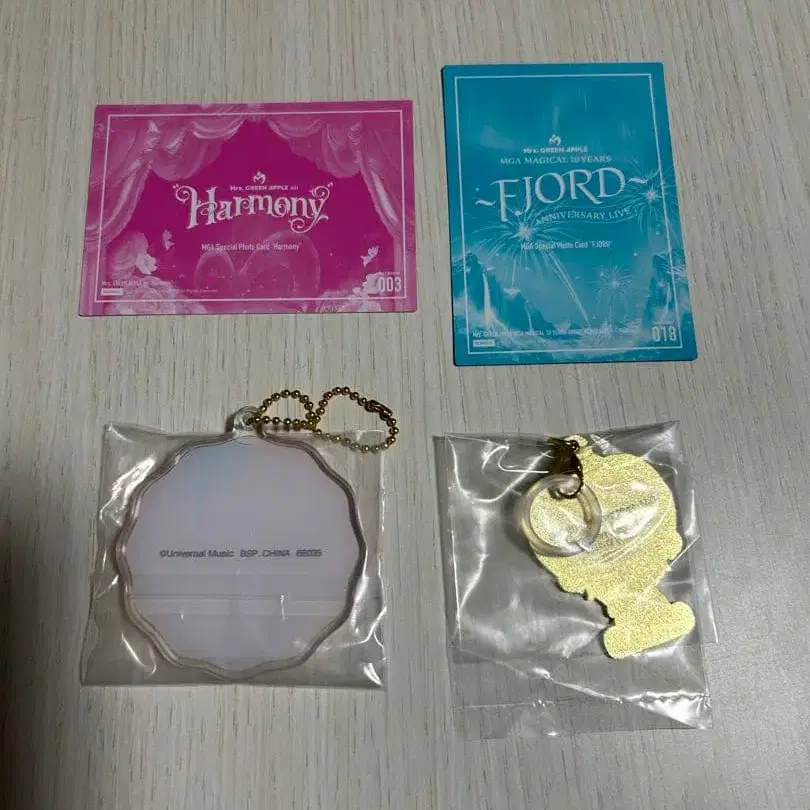 Mrs. GREEN APPLE on
"Harmony"
MGA Special Photo Card "Harmony"
003
Mrs. GREEN APPLE
MGA MAGICAL 10 YEARS
~FJORD~
ANNIVERSARY LIVE
MGA Special Photo Card "FJORD"
018
©Universal Music BSP CHINA